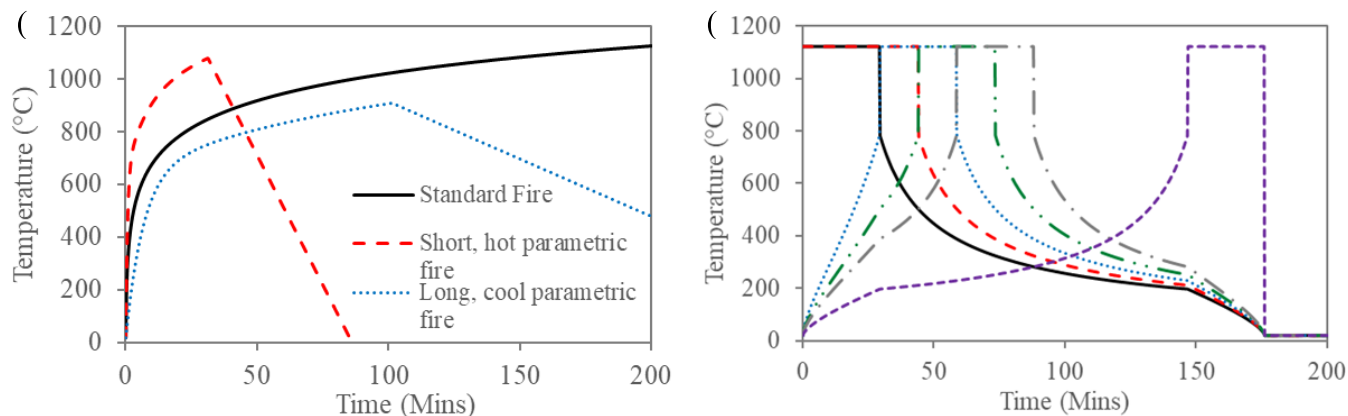 (
1200
1000
800
600
400
200
0
Temperature (°C)
Standard Fire
Short, hot parametric
fire
Long, cool parametric
fire
0 50 100 150 200
Time (Mins)
(
1200
1000
800
600
400
200
0
Temperature (°C)
0 50 100 150 200
Time (Mins)